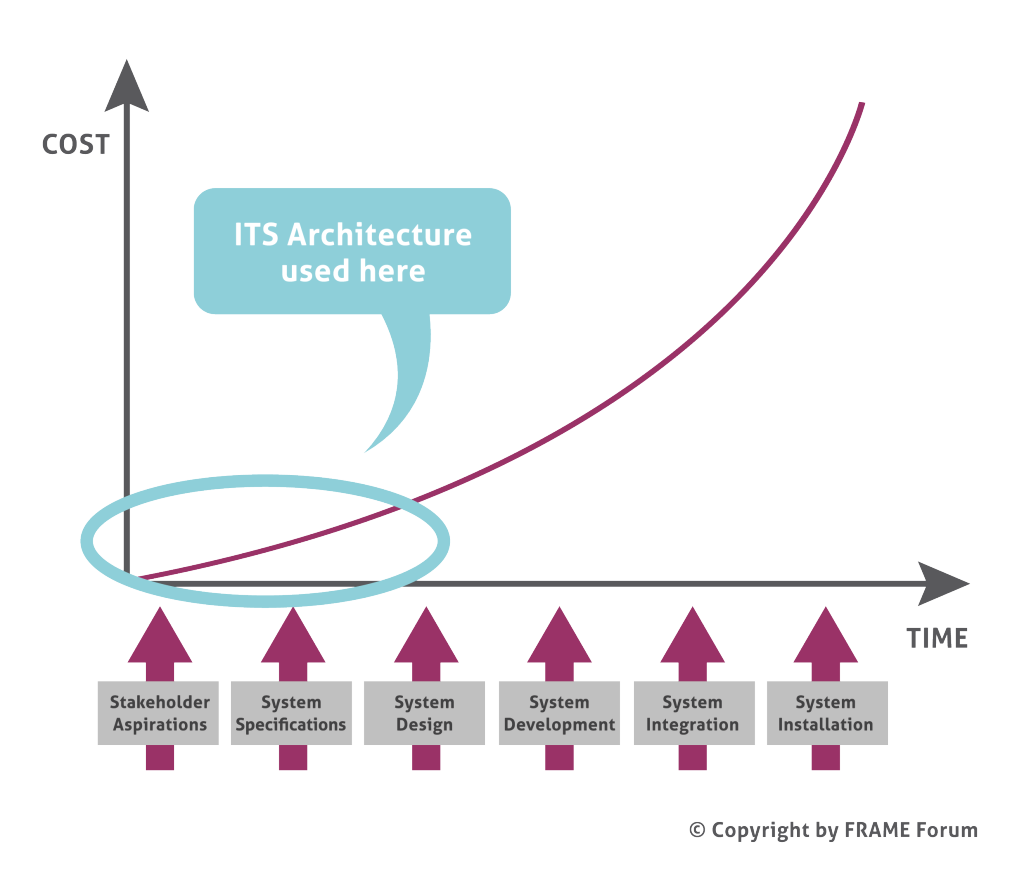 COST
ITS Architecture
used here
TIME
Stakeholder
Aspirations
System
Specifications
System
Design
System
Development
System
Integration
System
Installation
© Copyright by FRAME Forum